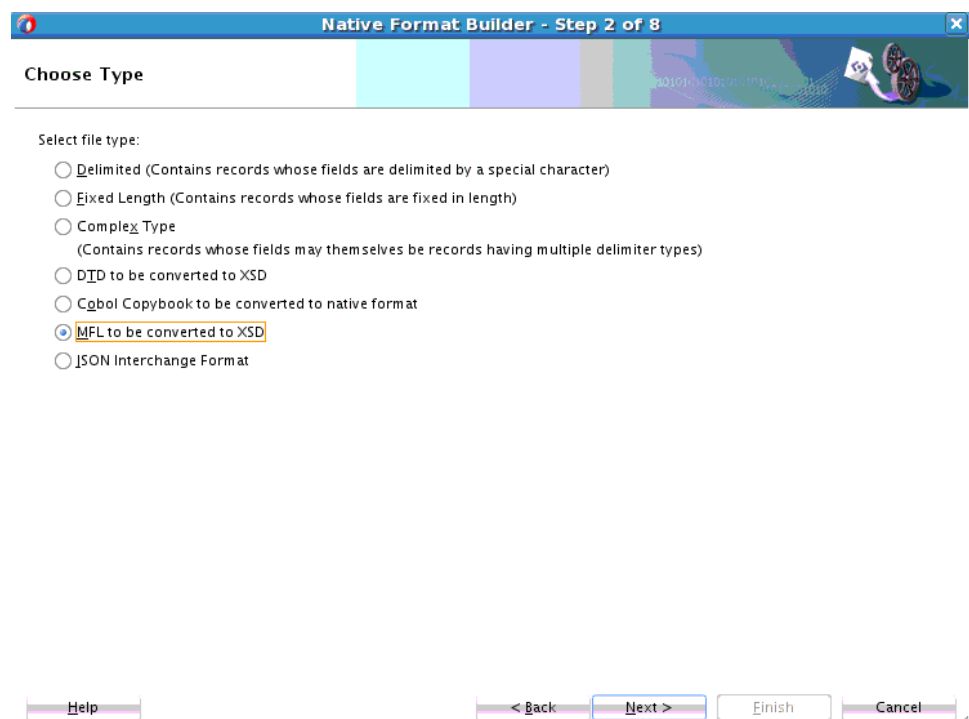 Native Format Builder - Step 2 of 8
Choose Type
Select file type:
Delimited (Contains records whose fields are delimited by a special character)
Fixed Length (Contains records whose fields are fixed in length)
Complex Type
(Contains records whose fields may themselves be records having multiple delimiter types)
DTD to be converted to XSD
Cobol Copybook to be converted to native format
MFL to be converted to XSD
JSON Interchange Format
Help < Back Next > Finish Cancel